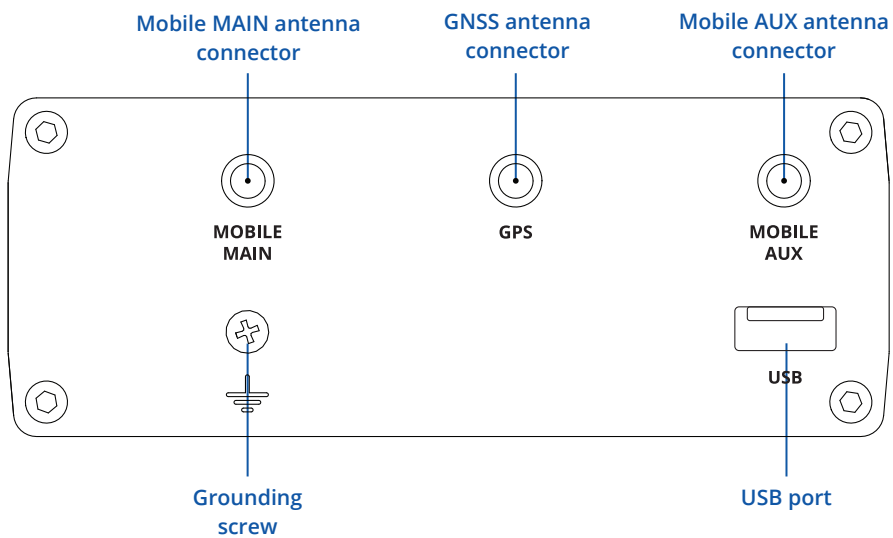 Mobile MAIN antenna
connector
GNSS antenna
connector
Mobile AUX antenna
connector
MOBILE
MAIN
GPS
MOBILE
AUX
USB
Grounding
screw
USB port